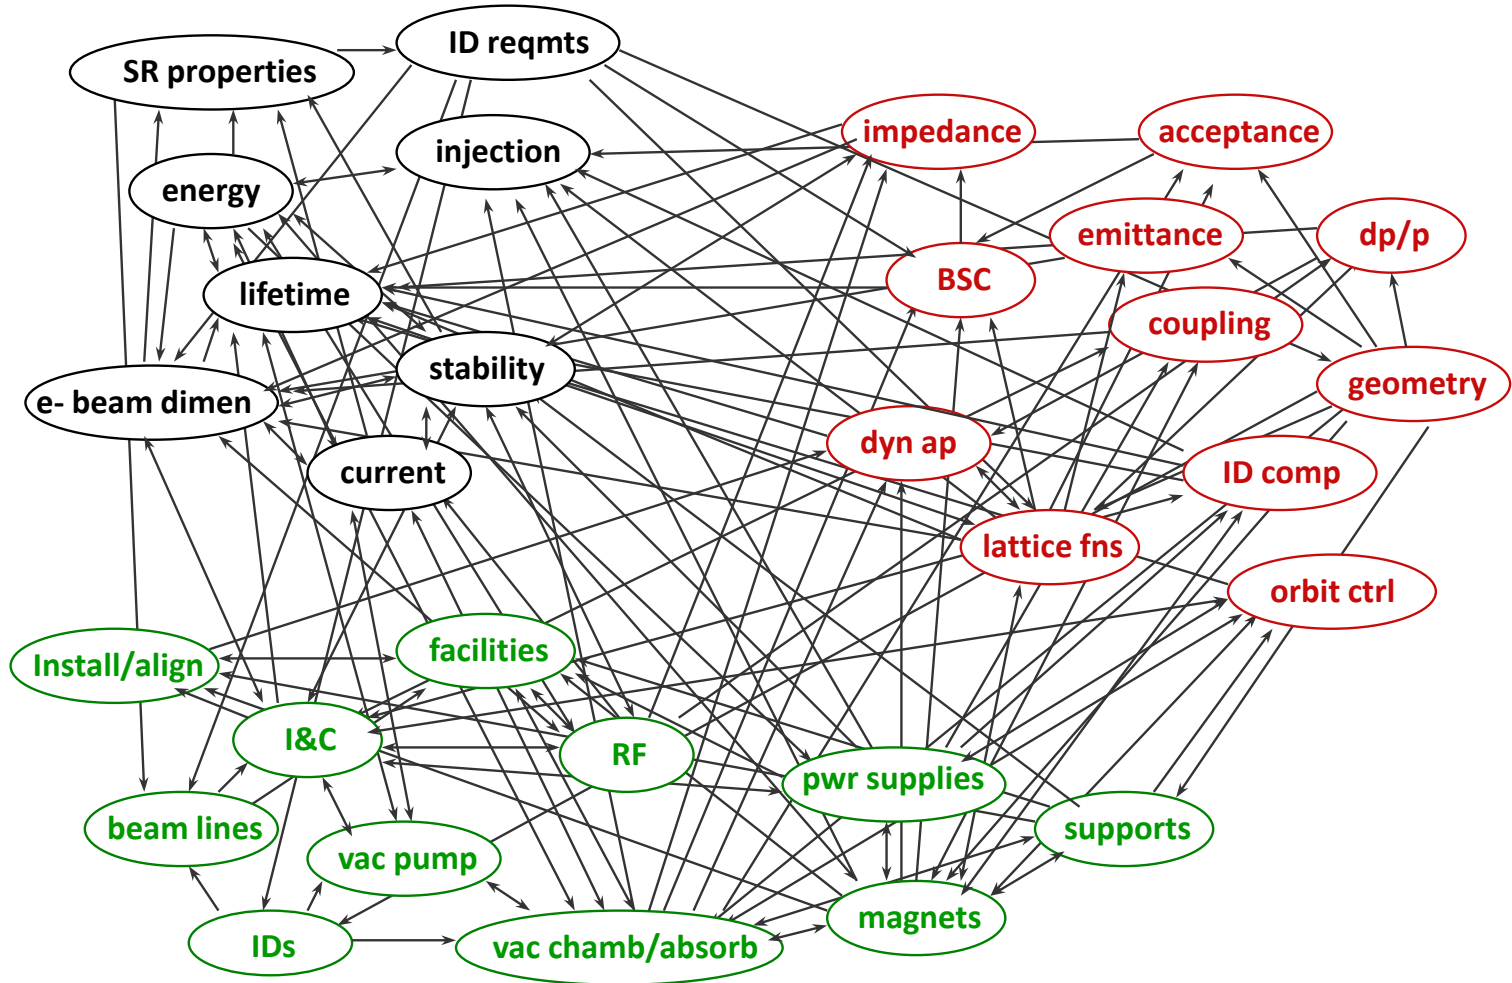 ID reqmts
SR properties
injection
impedance
acceptance
energy
emittance
dp/p
lifetime
BSC
coupling
stability
geometry
e- beam dimen
dyn ap
current
ID comp
lattice fns
orbit ctrl
facilities
Install/align
I&C
RF
pwr supplies
beam lines
supports
vac pump
magnets
IDs
vac chamb/absorb